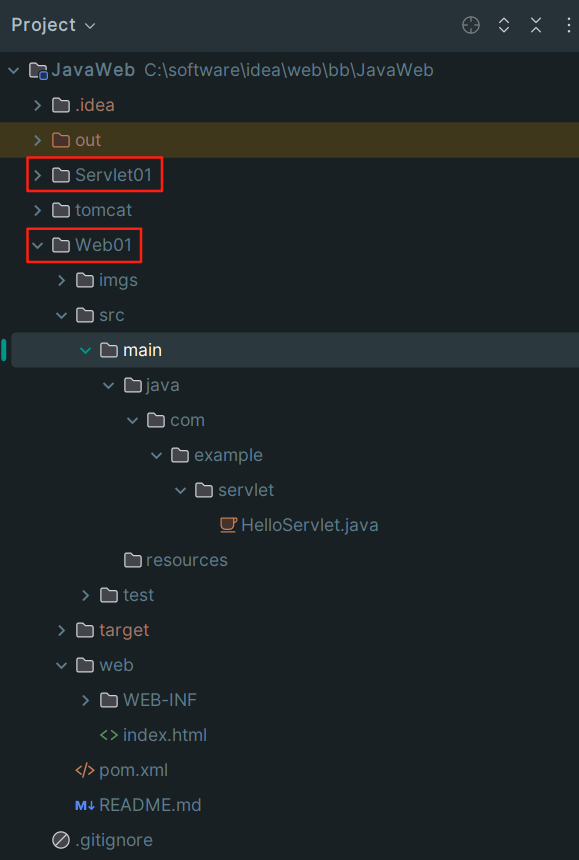 Project
JavaWeb C:\software\idea\web\bb\JavaWeb
.idea
out
Servlet01
tomcat
Web01
imgs
src
main
java
com
example
servlet
HelloServlet.java
resources
test
target
web
WEB-INF
<> index.html
</> pom.xml
M↓ README.md
.gitignore